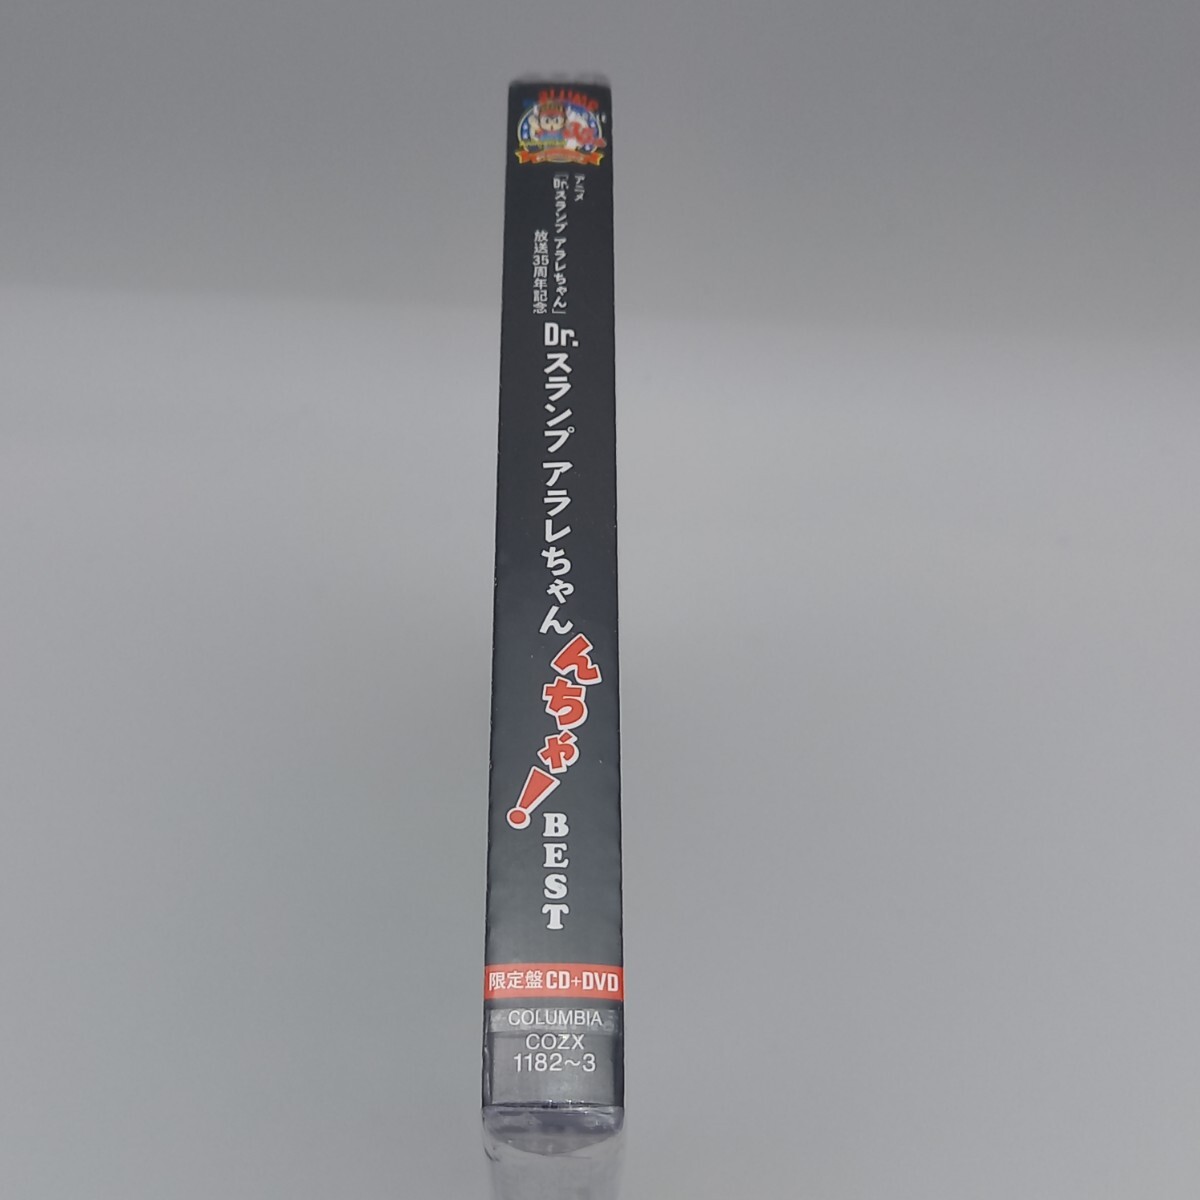 アニメ
「Dr.スランプ アラレちゃん」
放送35周年記念
Dr.スランプ アラレちゃん
んちゃ！
BEST
限定盤 CD+DVD
COLUMBIA
COZX
1182～3